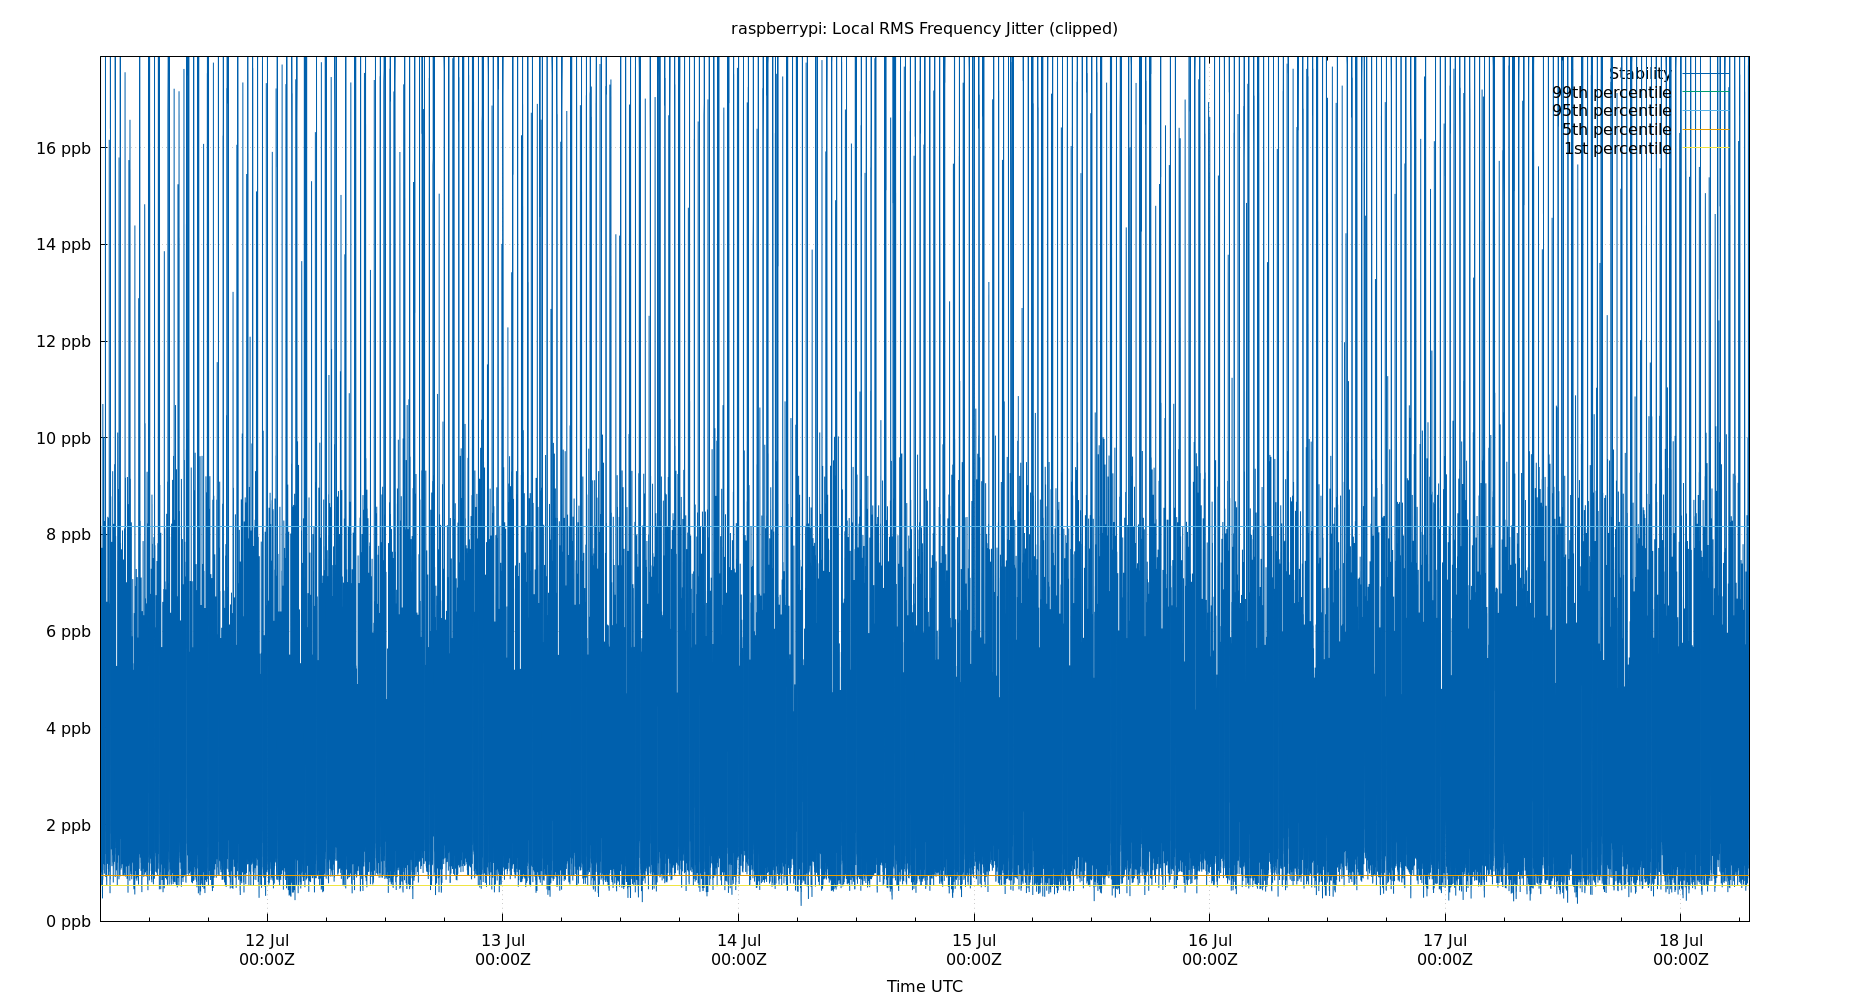 raspberrypi: Local RMS Frequency Jitter (clipped)
Stability
99th percentile
95th percentile
5th percentile
1st percentile
16 ppb
14 ppb
12 ppb
10 ppb
8 ppb
6 ppb
4 ppb
2 ppb
0 ppb
12 Jul 13 Jul 14 Jul 15 Jul 16 Jul 17 Jul 18 Jul
00:00Z 00:00Z 00:00Z 00:00Z 00:00Z 00:00Z 00:00Z
Time UTC